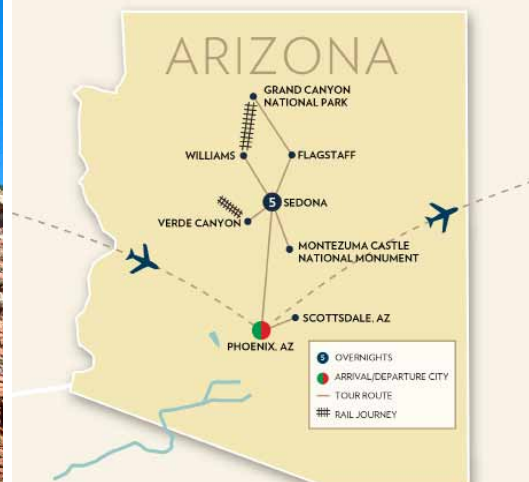 ARIZONA
GRAND CANYON
NATIONAL PARK
WILLIAMS
FLAGSTAFF
5
SEDONA
VERDE CANYON
MONTEZUMA CASTLE
NATIONAL MONUMENT
SCOTTSDALE, AZ
PHOENIX, AZ
5 OVERNIGHTS
ARRIVAL/DEPARTURE CITY
TOUR ROUTE
RAIL JOURNEY